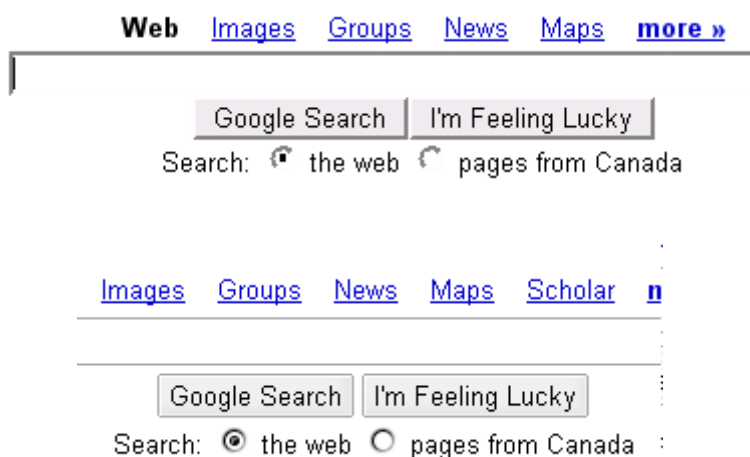 Web Images Groups News Maps more »
Google Search I'm Feeling Lucky
Search: the web pages from Canada
Images Groups News Maps Scholar
Google Search I'm Feeling Lucky
Search: the web pages from Canada